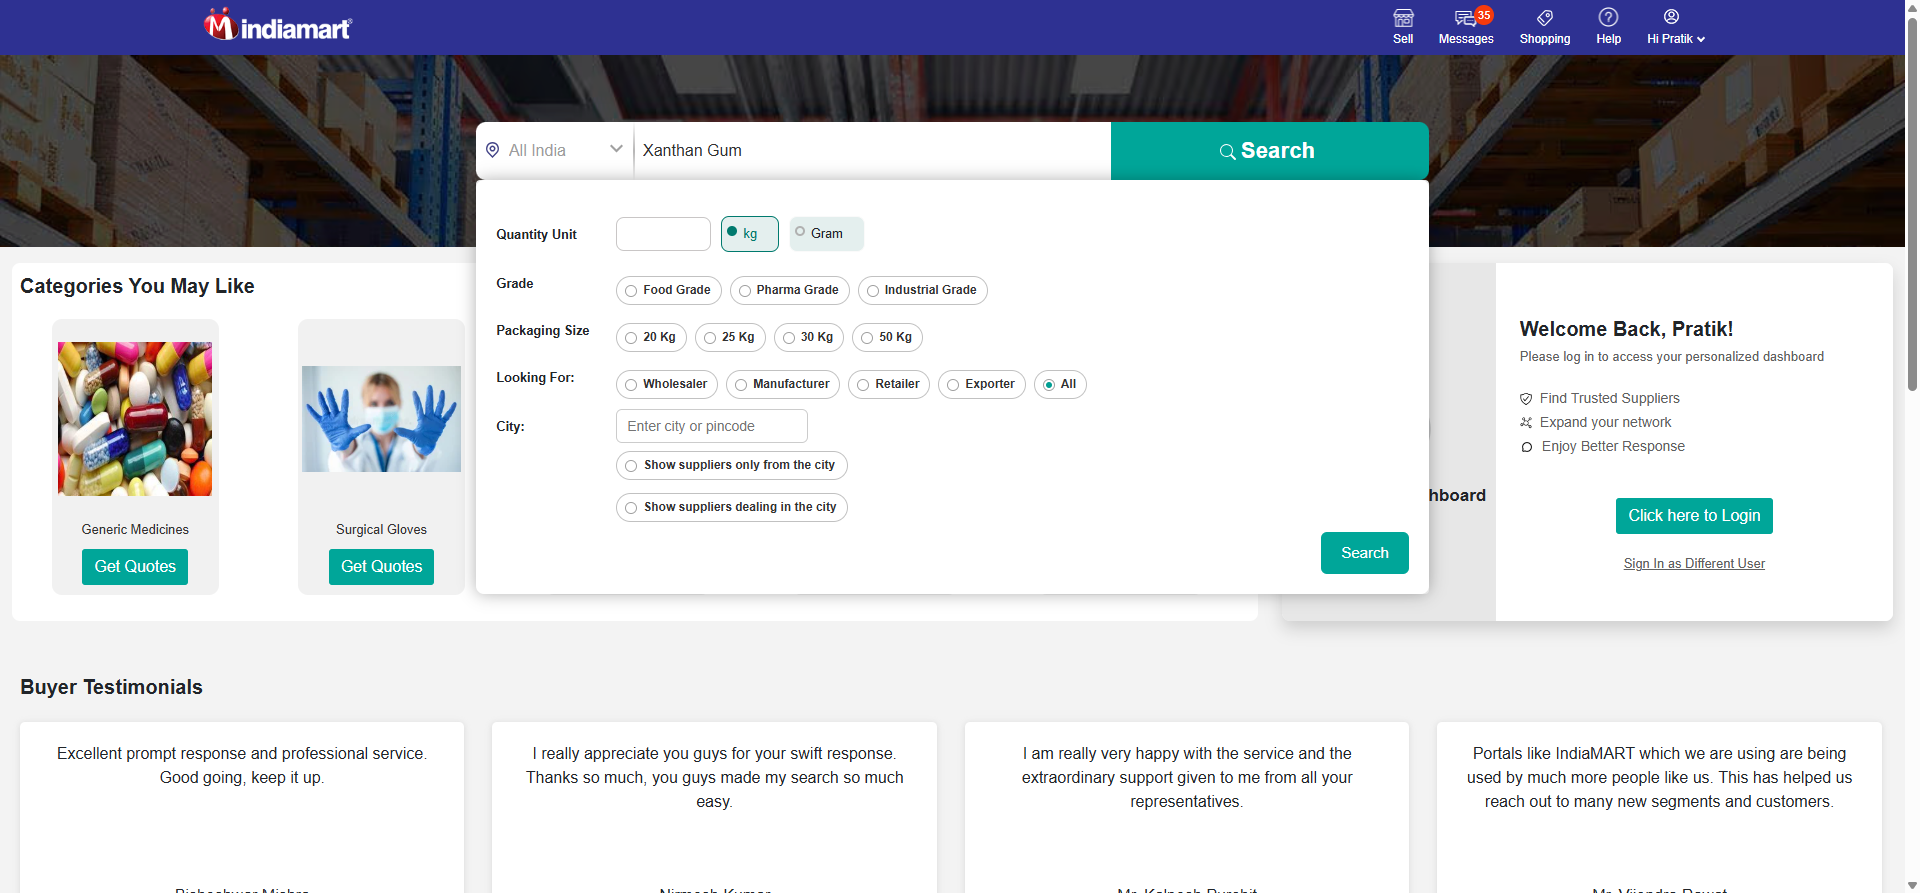 indiamart
Sell
Messages
35
Shopping
Help
Hi Pratik
All India
Xanthan Gum
Search
Quantity Unit
kg
Gram
Grade
Food Grade
Pharma Grade
Industrial Grade
Packaging Size
20 Kg
25 Kg
30 Kg
50 Kg
Looking For:
Wholesaler
Manufacturer
Retailer
Exporter
All
City:
Enter city or pincode
Show suppliers only from the city
Show suppliers dealing in the city
Search
Categories You May Like
Generic Medicines
Get Quotes
Surgical Gloves
Get Quotes
hboard
Welcome Back, Pratik!
Please log in to access your personalized dashboard
Find Trusted Suppliers
Expand your network
Enjoy Better Response
Click here to Login
Sign In as Different User
Buyer Testimonials
Excellent prompt response and professional service.
Good going, keep it up.
I really appreciate you guys for your swift response.
Thanks so much, you guys made my search so much
easy.
I am really very happy with the service and the
extraordinary support given to me from all your
representatives.
Portals like IndiaMART which we are using are being
used by much more people like us. This has helped us
reach out to many new segments and customers.